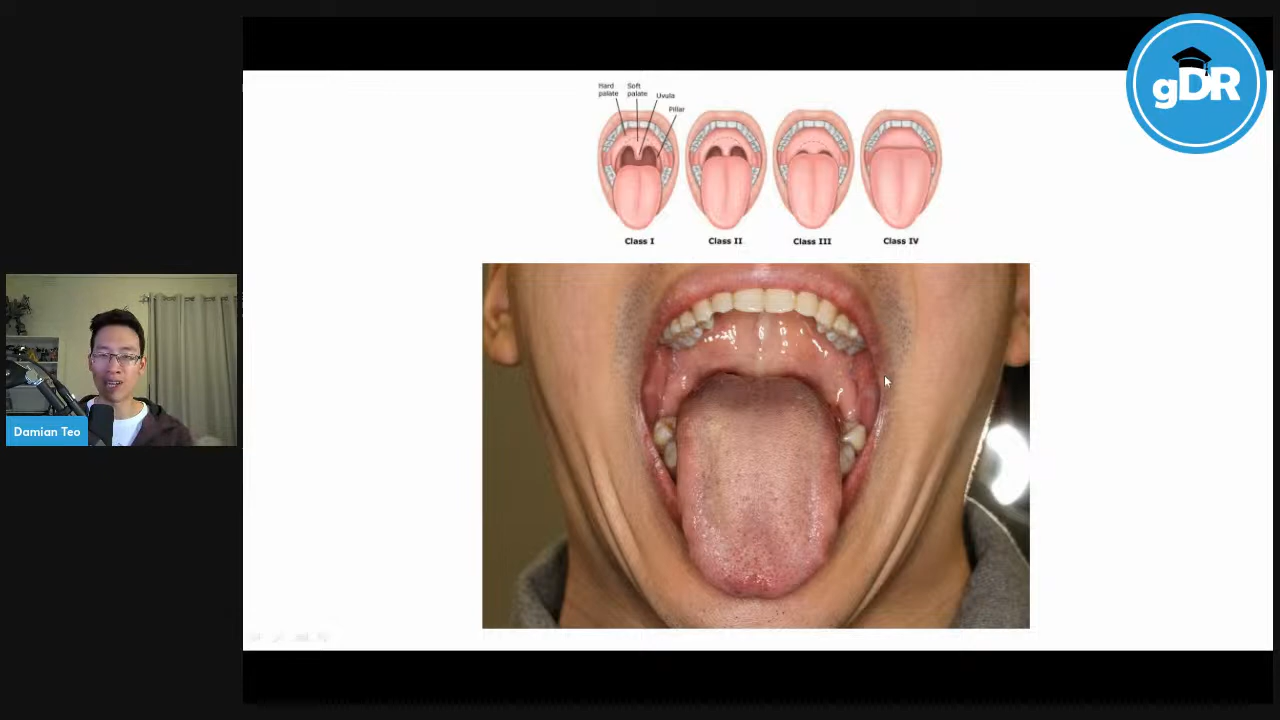 Hard
palate
Soft
palate
Uvula
Pillar
Class I
Class II
Class III
Class IV
gDR
Damian Teo